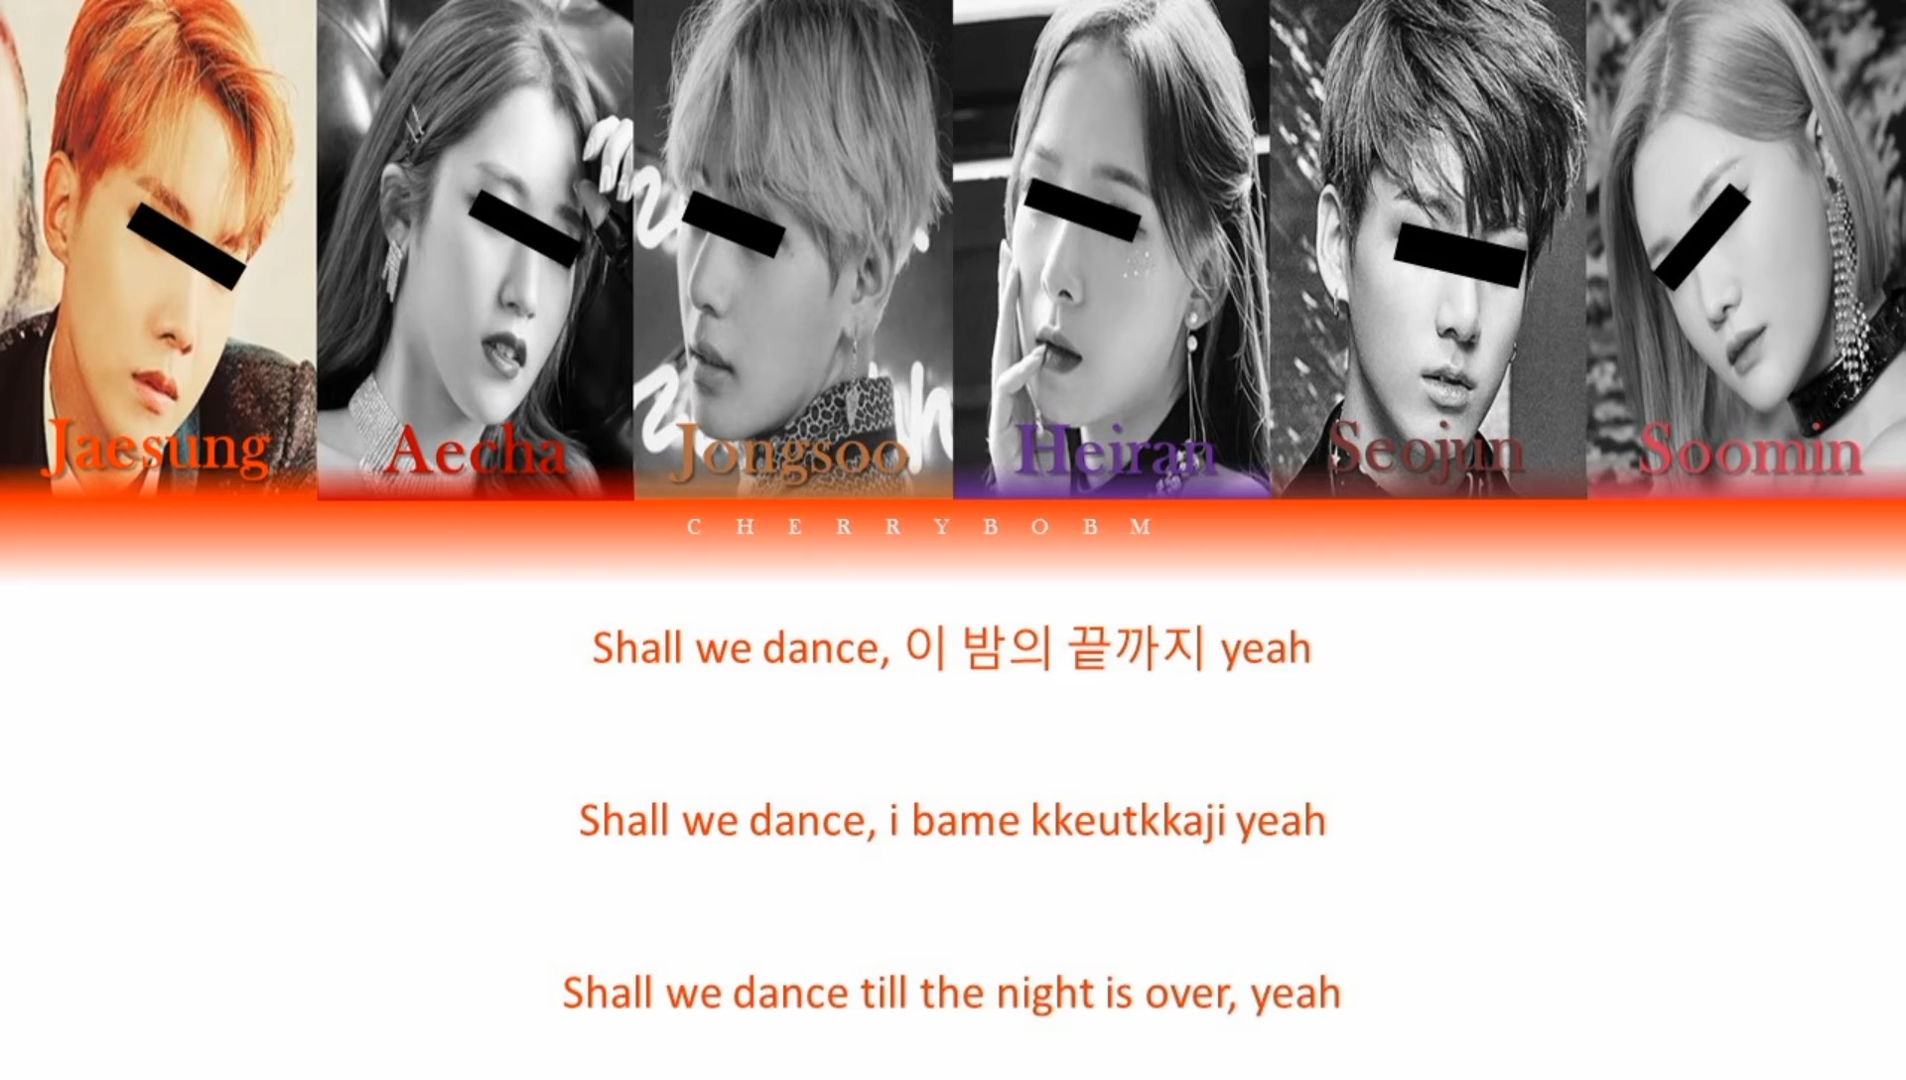 Jaesung
Aecha
Jongsoo
Heiran
Seojun
Soomin
CHERRYBOBM
Shall we dance, 이 밤의 끝까지 yeah
Shall we dance, i bame kkeutkkaji yeah
Shall we dance till the night is over, yeah